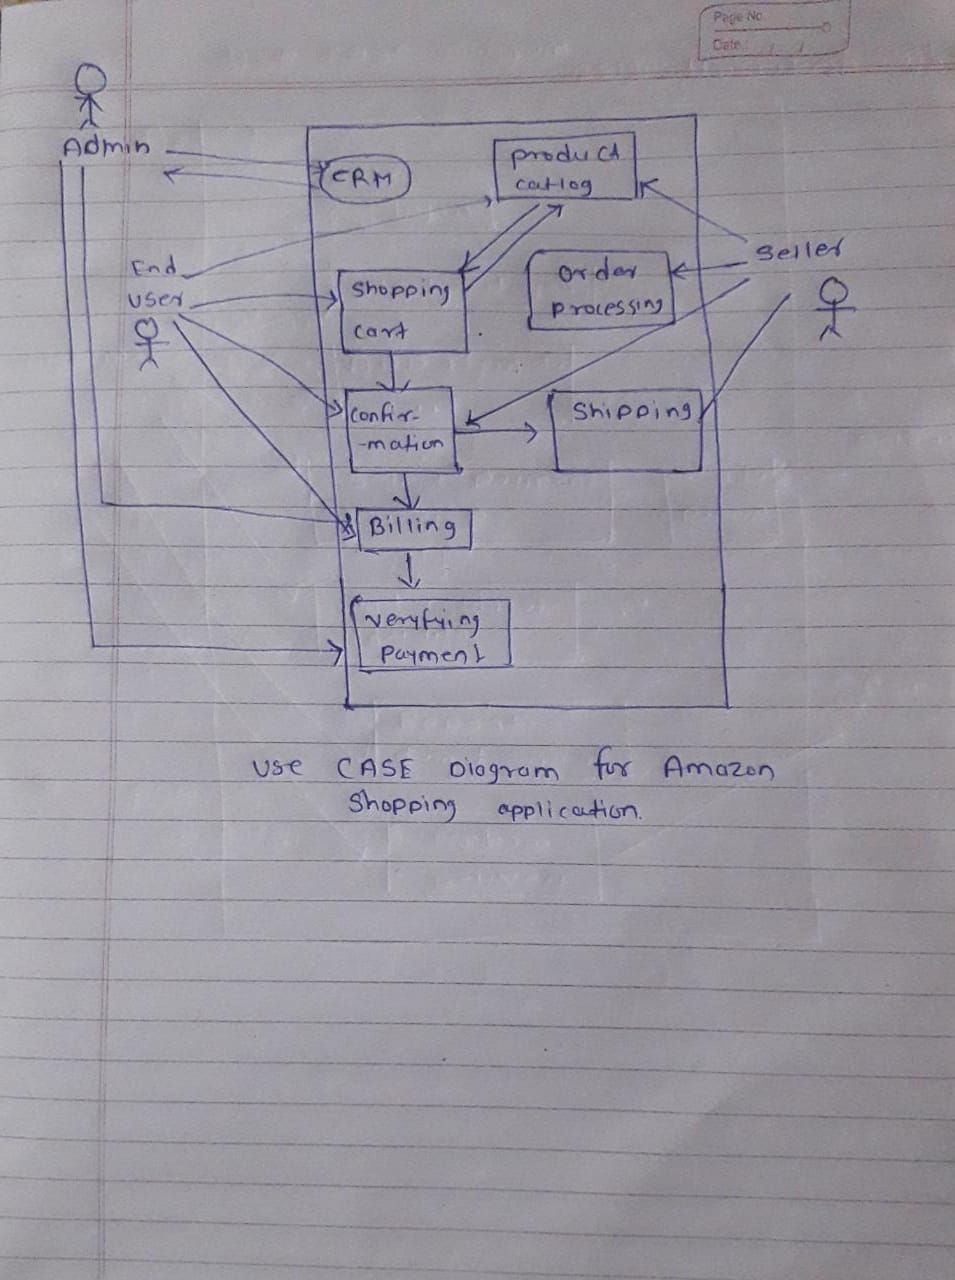 Page No.
Date: / /
Admin
CRM
product
catlog
End
user
shopping
cart
order
processing
seller
confir-
-mation
shipping
Billing
verifying
payment
USE CASE Diagram for Amazon
shopping application.